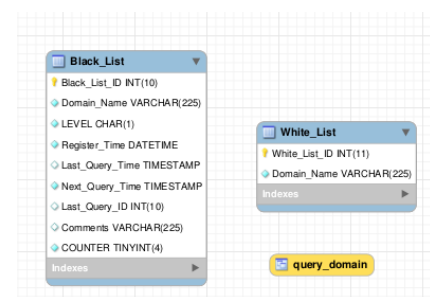 Black_List
Black_List_ID INT(10)
Domain_Name VARCHAR(225)
LEVEL CHAR(1)
Register_Time DATETIME
Last_Query_Time TIMESTAMP
Next_Query_Time TIMESTAMP
Last_Query_ID INT(10)
Comments VARCHAR(225)
COUNTER TINYINT(4)
Indexes
White_List
White_List_ID INT(11)
Domain_Name VARCHAR(225)
Indexes
query_domain